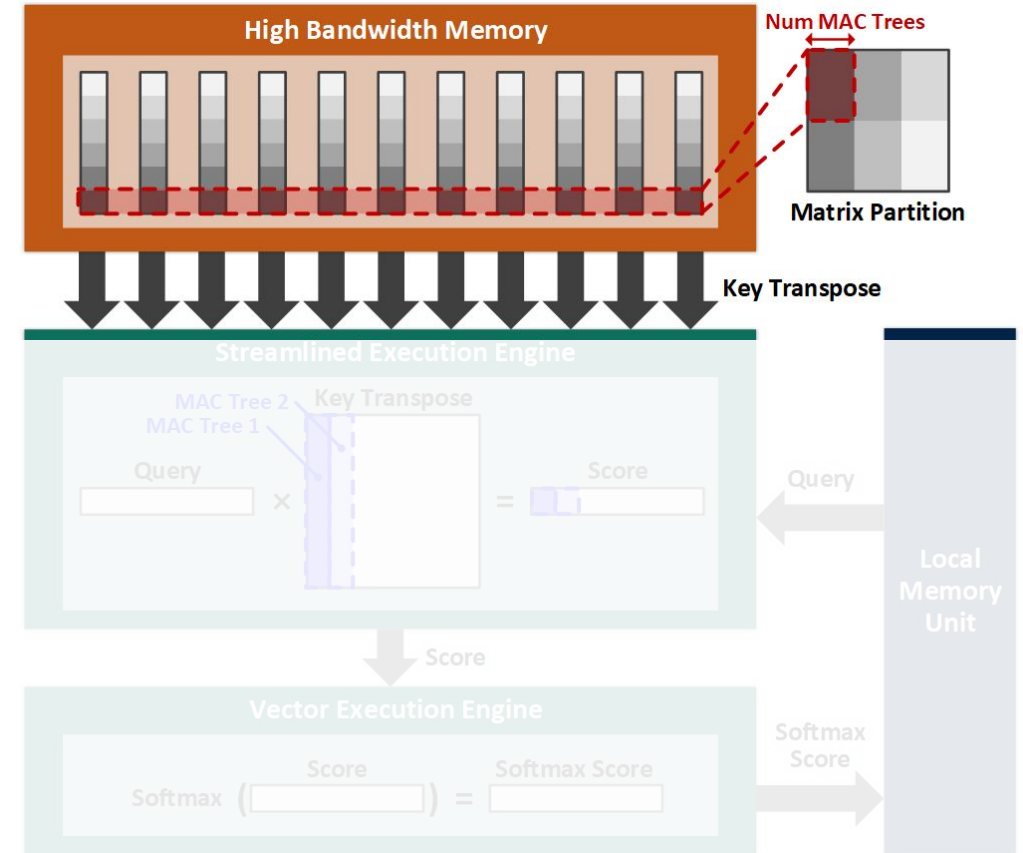 High Bandwidth Memory
Num MAC Trees
Matrix Partition
Key Transpose
Streamlined Execution Engine
Key Transpose
MAC Tree 2
MAC Tree 1
Query
×
=
Score
Query
Local
Memory
Unit
Score
Vector Execution Engine
Softmax
Score
Score
Softmax Score
Softmax ( ) =